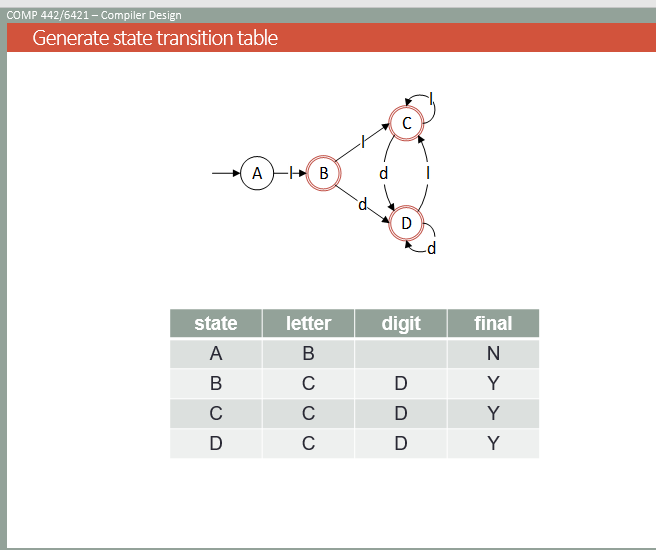 COMP 442/6421 – Compiler Design
Generate state transition table
l
C
l
A l B d l
d
D
d
state letter digit final
A B N
B C D Y
C C D Y
D C D Y